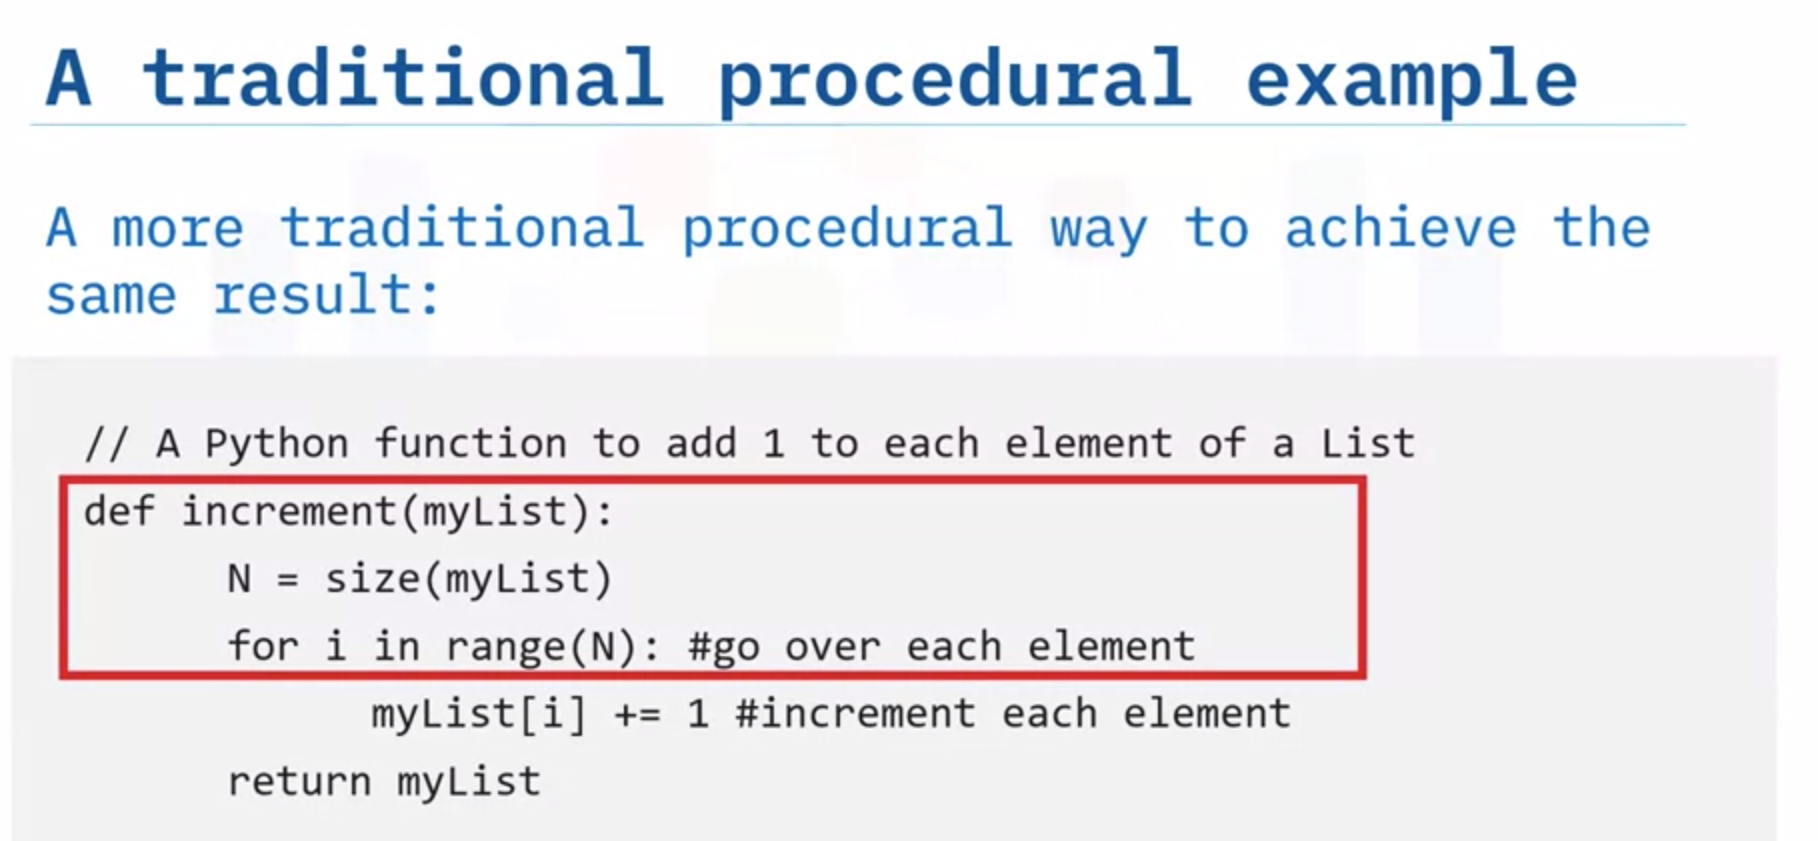 A traditional procedural example
A more traditional procedural way to achieve the
same result:
// A Python function to add 1 to each element of a List
def increment(myList):
N = size(myList)
for i in range(N): #go over each element
myList[i] += 1 #increment each element
return myList